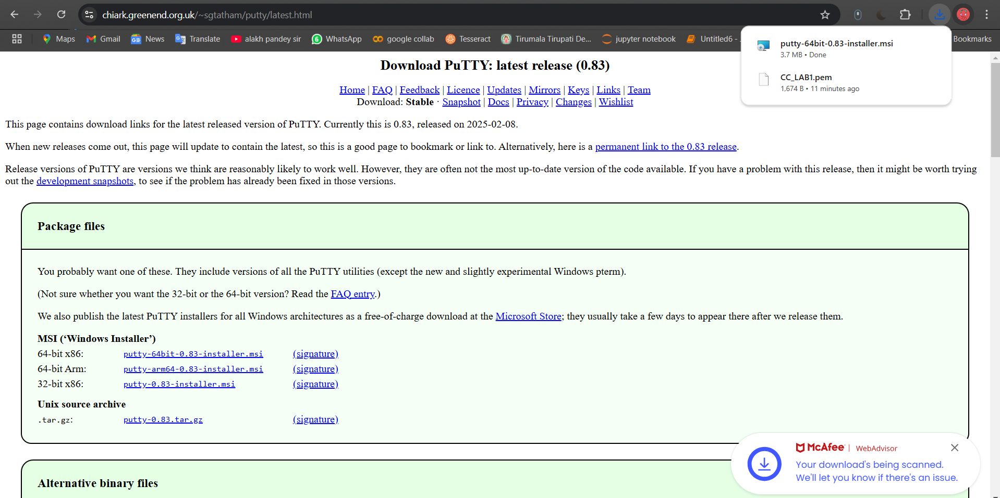 chiark.greenend.org.uk/~sgtatham/putty/latest.html
Maps Gmail News Translate alakh pandey sir WhatsApp google collab Tesseract Tirumala Tirupati De... jupyter notebook Untitled6 - Bookmarks
putty-64bit-0.83-installer.msi
3.7 MB • Done
CC_LAB1.pem
1,674 B • 11 minutes ago
Download PuTTY: latest release (0.83)
Home | FAQ | Feedback | Licence | Updates | Mirrors | Keys | Links | Team
Download: Stable · Snapshot | Docs | Privacy | Changes | Wishlist
This page contains download links for the latest released version of PuTTY. Currently this is 0.83, released on 2025-02-08.
When new releases come out, this page will update to contain the latest, so this is a good page to bookmark or link to. Alternatively, here is a permanent link to the 0.83 release.
Release versions of PuTTY are versions we think are reasonably likely to work well. However, they are often not the most up-to-date version of the code available. If you have a problem with this release, then it might be worth trying
out the development snapshots, to see if the problem has already been fixed in those versions.
Package files
You probably want one of these. They include versions of all the PuTTY utilities (except the new and slightly experimental Windows pterm).
(Not sure whether you want the 32-bit or the 64-bit version? Read the FAQ entry.)
We also publish the latest PuTTY installers for all Windows architectures as a free-of-charge download at the Microsoft Store; they usually take a few days to appear there after we release them.
MSI (‘Windows Installer’)
64-bit x86: putty-64bit-0.83-installer.msi (signature)
64-bit Arm: putty-arm64-0.83-installer.msi (signature)
32-bit x86: putty-0.83-installer.msi (signature)
Unix source archive
.tar.gz: putty-0.83.tar.gz (signature)
McAfee | WebAdvisor
Your download's being scanned.
We'll let you know if there's an issue.
Alternative binary files